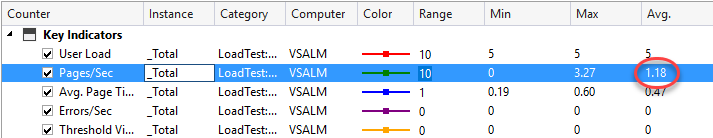 Counter Instance Category Computer Color Range Min Max Avg.
Key Indicators
User Load _Total LoadTest:... VSALM 10 5 5 5
Pages/Sec _Total LoadTest:... VSALM 10 0 3.27 1.18
Avg. Page Ti... _Total LoadTest:... VSALM 1 0.19 0.60 0.47
Errors/Sec _Total LoadTest:... VSALM 0 0 0 0
Threshold Vi... _Total LoadTest:... VSALM 0 0 0 0